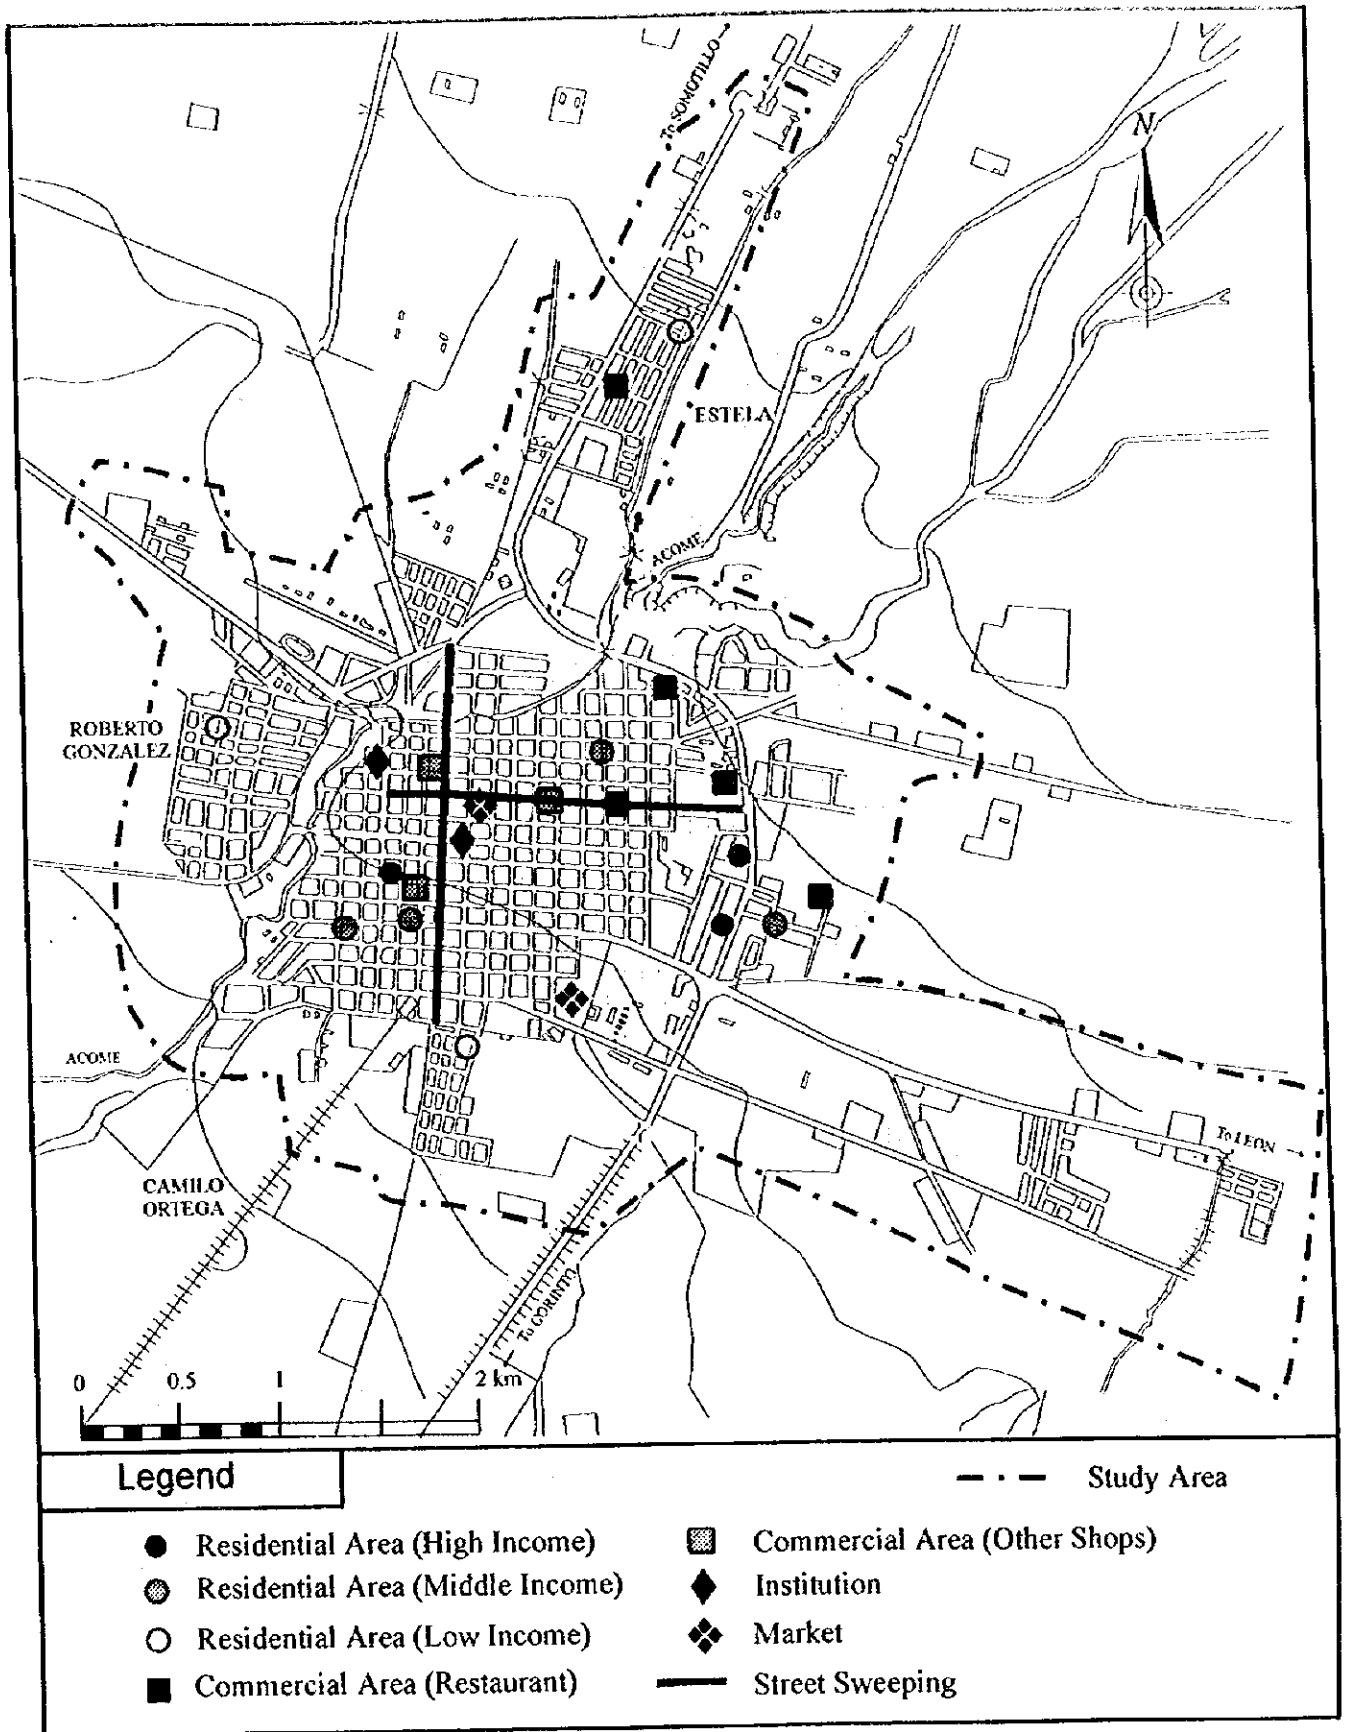 To SOMOTILLO
N
ESTELA
ACOME
ROBERTO
GONZALEZ
ACOME
To LEON
CAMILO
ORTEGA
To CORINTO
0 0.5 1 2 km
Legend
Study Area
Residential Area (High Income)
Commercial Area (Other Shops)
Residential Area (Middle Income)
Institution
Residential Area (Low Income)
Market
Commercial Area (Restaurant)
Street Sweeping